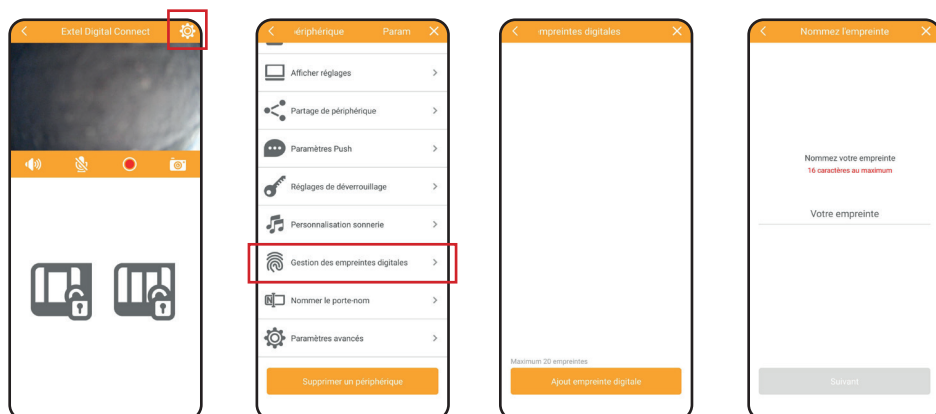 Extel Digital Connect
ériphérique Param
Afficher réglages
Partage de périphérique
Paramètres Push
Réglages de déverrouillage
Personnalisation sonnerie
Gestion des empreintes digitales
Nommer le porte-nom
Paramètres avancés
Supprimer un périphérique
mpreintes digitales
Maximum 20 empreintes
Ajout empreinte digitale
Nommez l'empreinte
Nommez votre empreinte
16 caractères au maximum
Votre empreinte
Suivant